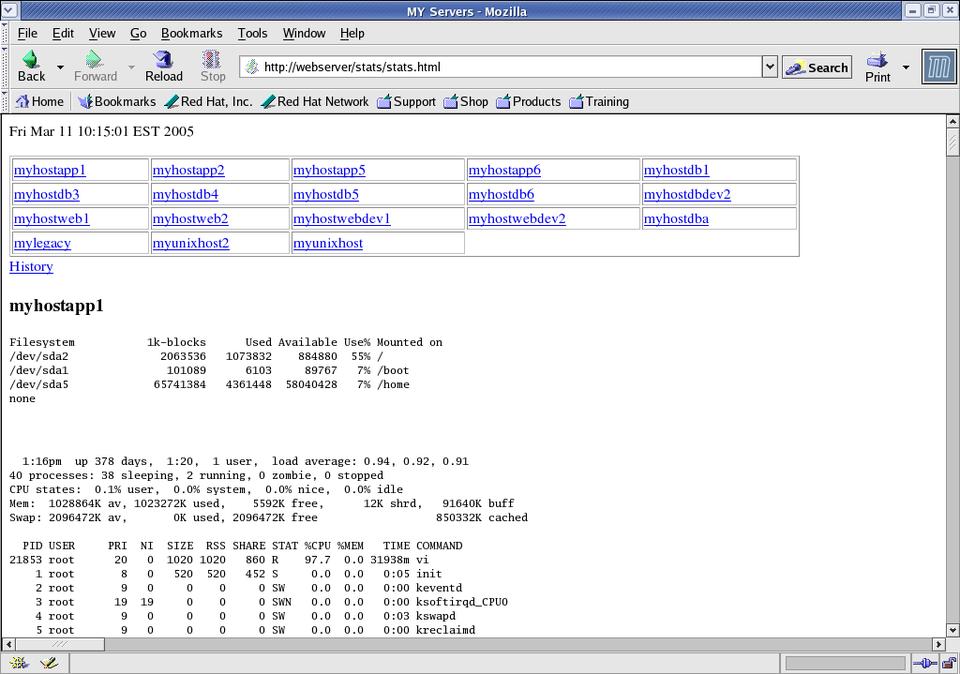 MY Servers - Mozilla
File Edit View Go Bookmarks Tools Window Help
Back Forward Reload Stop http://webserver/stats/stats.html Search Print m
Home Bookmarks Red Hat, Inc. Red Hat Network Support Shop Products Training
Fri Mar 11 10:15:01 EST 2005
myhostapp1 myhostapp2 myhostapp5 myhostapp6 myhostdb1
myhostdb3 myhostdb4 myhostdb5 myhostdb6 myhostdbdev2
myhostweb1 myhostweb2 myhostwebdev1 myhostwebdev2 myhostdba
mylegacy myunixhost2 myunixhost
History
myhostapp1
Filesystem 1k-blocks Used Available Use% Mounted on
/dev/sda2 2063536 1073832 884880 55% /
/dev/sda1 101089 6103 89767 7% /boot
/dev/sda5 65741384 4361448 58040428 7% /home
none
1:16pm up 378 days, 1:20, 1 user, load average: 0.94, 0.92, 0.91
40 processes: 38 sleeping, 2 running, 0 zombie, 0 stopped
CPU states: 0.1% user, 0.0% system, 0.0% nice, 0.0% idle
Mem: 1028864K av, 1023272K used, 5592K free, 12K shrd, 91640K buff
Swap: 2096472K av, 0K used, 2096472K free 850332K cached
PID USER PRI NI SIZE RSS SHARE STAT %CPU %MEM TIME COMMAND
21853 root 20 0 1020 1020 860 R 97.7 0.0 31938m vi
1 root 8 0 520 520 452 S 0.0 0.0 0:05 init
2 root 9 0 0 0 0 SW 0.0 0.0 0:00 keventd
3 root 19 19 0 0 0 SWN 0.0 0.0 0:00 ksoftirqd_CPU0
4 root 9 0 0 0 0 SW 0.0 0.0 0:03 kswapd
5 root 9 0 0 0 0 SW 0.0 0.0 0:00 kreclaimd